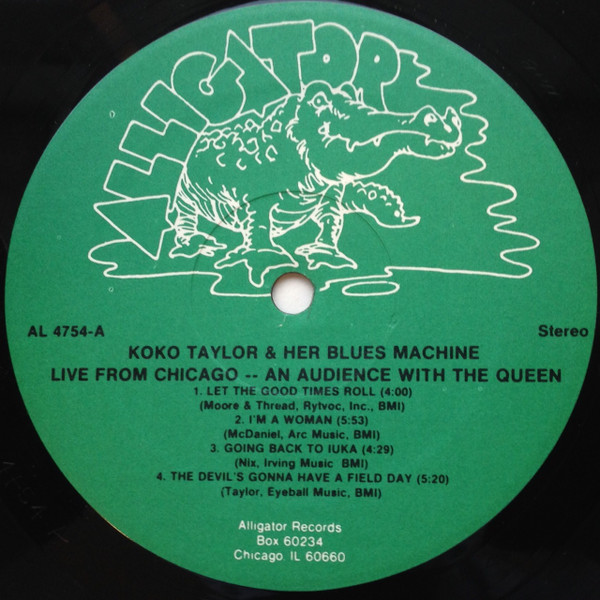 ALLIGATOR
AL 4754-A
Stereo
KOKO TAYLOR & HER BLUES MACHINE
LIVE FROM CHICAGO -- AN AUDIENCE WITH THE QUEEN
1. LET THE GOOD TIMES ROLL (4:00)
(Moore & Thread, Rytvoc, Inc., BMI)
2. I'M A WOMAN (5:53)
(McDaniel, Arc Music, BMI)
3. GOING BACK TO IUKA (4:29)
(Nix, Irving Music BMI)
4. THE DEVIL'S GONNA HAVE A FIELD DAY (5:20)
(Taylor, Eyeball Music, BMI)
Alligator Records
Box 60234
Chicago, IL 60660